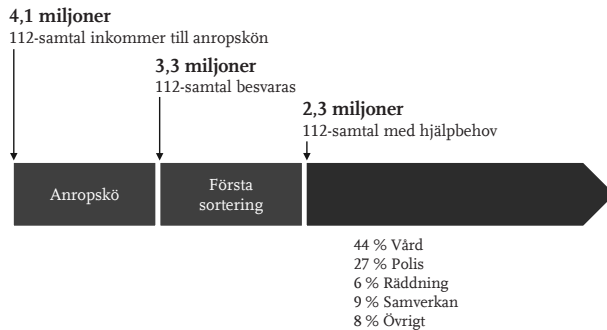 4,1 miljoner
112-samtal inkommer till anropskön
3,3 miljoner
112-samtal besvaras
2,3 miljoner
112-samtal med hjälpbehov
Anropskö
Första
sortering
44 % Vård
27 % Polis
6 % Räddning
9 % Samverkan
8 % Övrigt